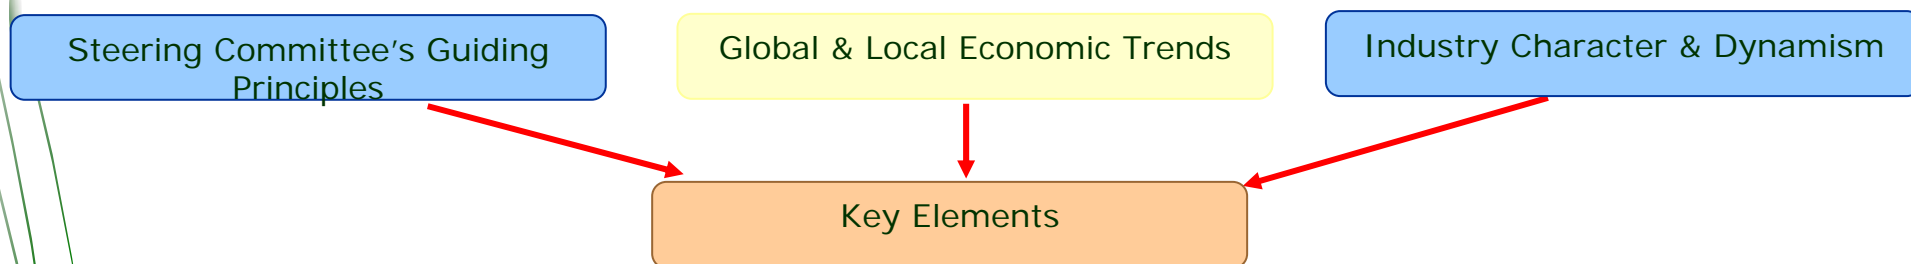 Steering Committee's Guiding
Principles
Global & Local Economic Trends
Industry Character & Dynamism
Key Elements